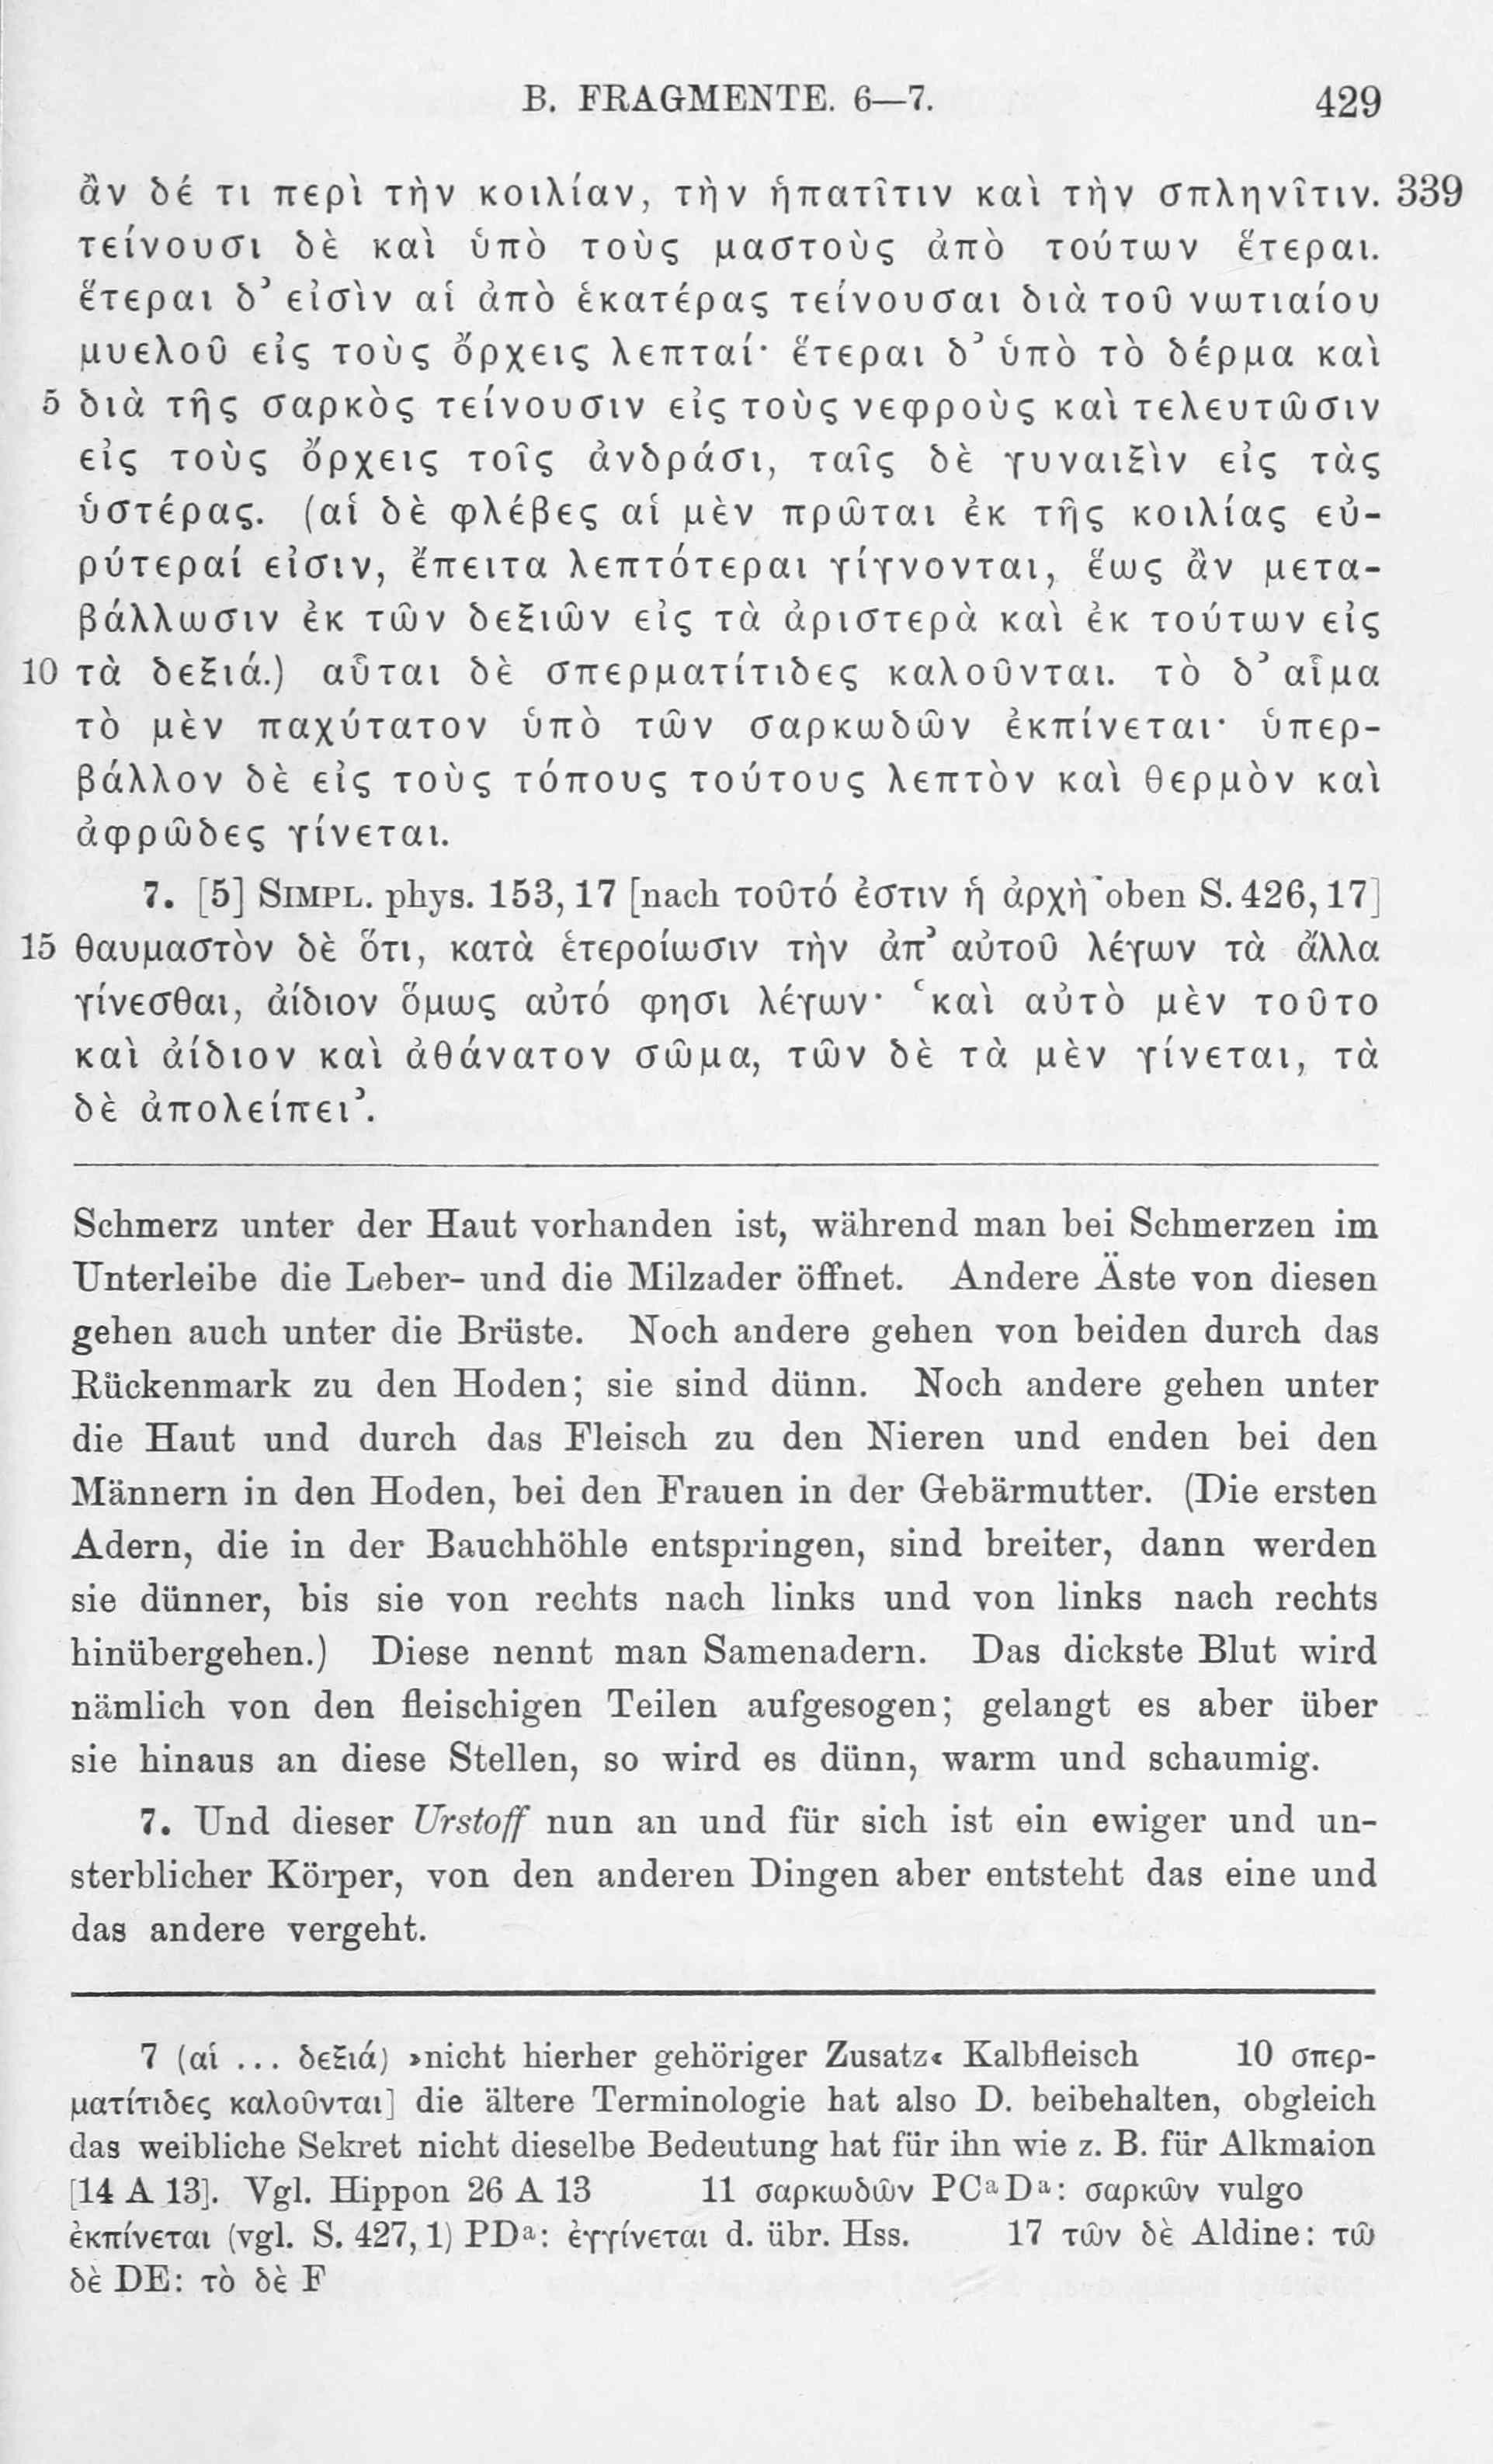 B. FRAGMENTE. 6—7. 429
ἂν δέ τι περὶ τὴν κοιλίαν, τὴν ἡπατῖτιν καὶ τὴν σπληνῖτιν. 339
τείνουσι δὲ καὶ ὑπὸ τοὺς μαστοὺς ἀπὸ τούτων ἕτεραι.
ἕτεραι δ' εἰσὶν αἱ ἀπὸ ἑκατέρας τείνουσαι διὰ τοῦ νωτιαίου
μυελοῦ εἰς τοὺς ὄρχεις λεπταί· ἕτεραι δ' ὑπὸ τὸ δέρμα καὶ
5 διὰ τῆς σαρκὸς τείνουσιν εἰς τοὺς νεφροὺς καὶ τελευτῶσιν
εἰς τοὺς ὄρχεις τοῖς ἀνδράσι, ταῖς δὲ γυναιξὶν εἰς τὰς
ὑστέρας. (αἱ δὲ φλέβες αἱ μὲν πρῶται ἐκ τῆς κοιλίας εὐ-
ρύτεραί εἰσιν, ἔπειτα λεπτότεραι γίγνονται, ἕως ἂν μετα-
βάλλωσιν ἐκ τῶν δεξιῶν εἰς τὰ ἀριστερὰ καὶ ἐκ τούτων εἰς
10 τὰ δεξιά.) αὗται δὲ σπερματίτιδες καλοῦνται. τὸ δ' αἷμα
τὸ μὲν παχύτατον ὑπὸ τῶν σαρκωδῶν ἐκπίνεται· ὑπερ-
βάλλον δὲ εἰς τοὺς τόπους τούτους λεπτὸν καὶ θερμὸν καὶ
ἀφρῶδες γίνεται.
7. [5] SIMPL. phys. 153, 17 [nach τοῦτό ἐστιν ἡ ἀρχὴ oben S. 426, 17]
15 θαυμαστὸν δὲ ὅτι, κατὰ ἑτεροίωσιν τὴν ἀπ' αὐτοῦ λέγων τὰ ἄλλα
γίνεσθαι, ἀίδιον ὅμως αὐτό φησι λέγων· 'καὶ αὐτὸ μὲν τοῦτο
καὶ ἀίδιον καὶ ἀθάνατον σῶμα, τῶν δὲ τὰ μὲν γίνεται, τὰ
δὲ ἀπολείπει'.
Schmerz unter der Haut vorhanden ist, während man bei Schmerzen im
Unterleibe die Leber- und die Milzader öffnet. Andere Äste von diesen
gehen auch unter die Brüste. Noch andere gehen von beiden durch das
Rückenmark zu den Hoden; sie sind dünn. Noch andere gehen unter
die Haut und durch das Fleisch zu den Nieren und enden bei den
Männern in den Hoden, bei den Frauen in der Gebärmutter. (Die ersten
Adern, die in der Bauchhöhle entspringen, sind breiter, dann werden
sie dünner, bis sie von rechts nach links und von links nach rechts
hinübergehen.) Diese nennt man Samenadern. Das dickste Blut wird
nämlich von den fleischigen Teilen aufgesogen; gelangt es aber über
sie hinaus an diese Stellen, so wird es dünn, warm und schaumig.
7. Und dieser Urstoff nun an und für sich ist ein ewiger und un-
sterblicher Körper, von den anderen Dingen aber entsteht das eine und
das andere vergeht.
7 (αἱ ... δεξιά) »nicht hierher gehöriger Zusatz« Kalbfleisch 10 σπερ-
ματίτιδες καλοῦνται] die ältere Terminologie hat also D. beibehalten, obgleich
das weibliche Sekret nicht dieselbe Bedeutung hat für ihn wie z. B. für Alkmaion
[14 A 13]. Vgl. Hippon 26 A 13 11 σαρκωδῶν PCᵃDᵃ: σαρκῶν vulgo
ἐκπίνεται (vgl. S. 427, 1) PDᵃ: ἐγγίνεται d. übr. Hss. 17 τῶν δὲ Aldine: τῶ
δὲ DE: τὸ δὲ F